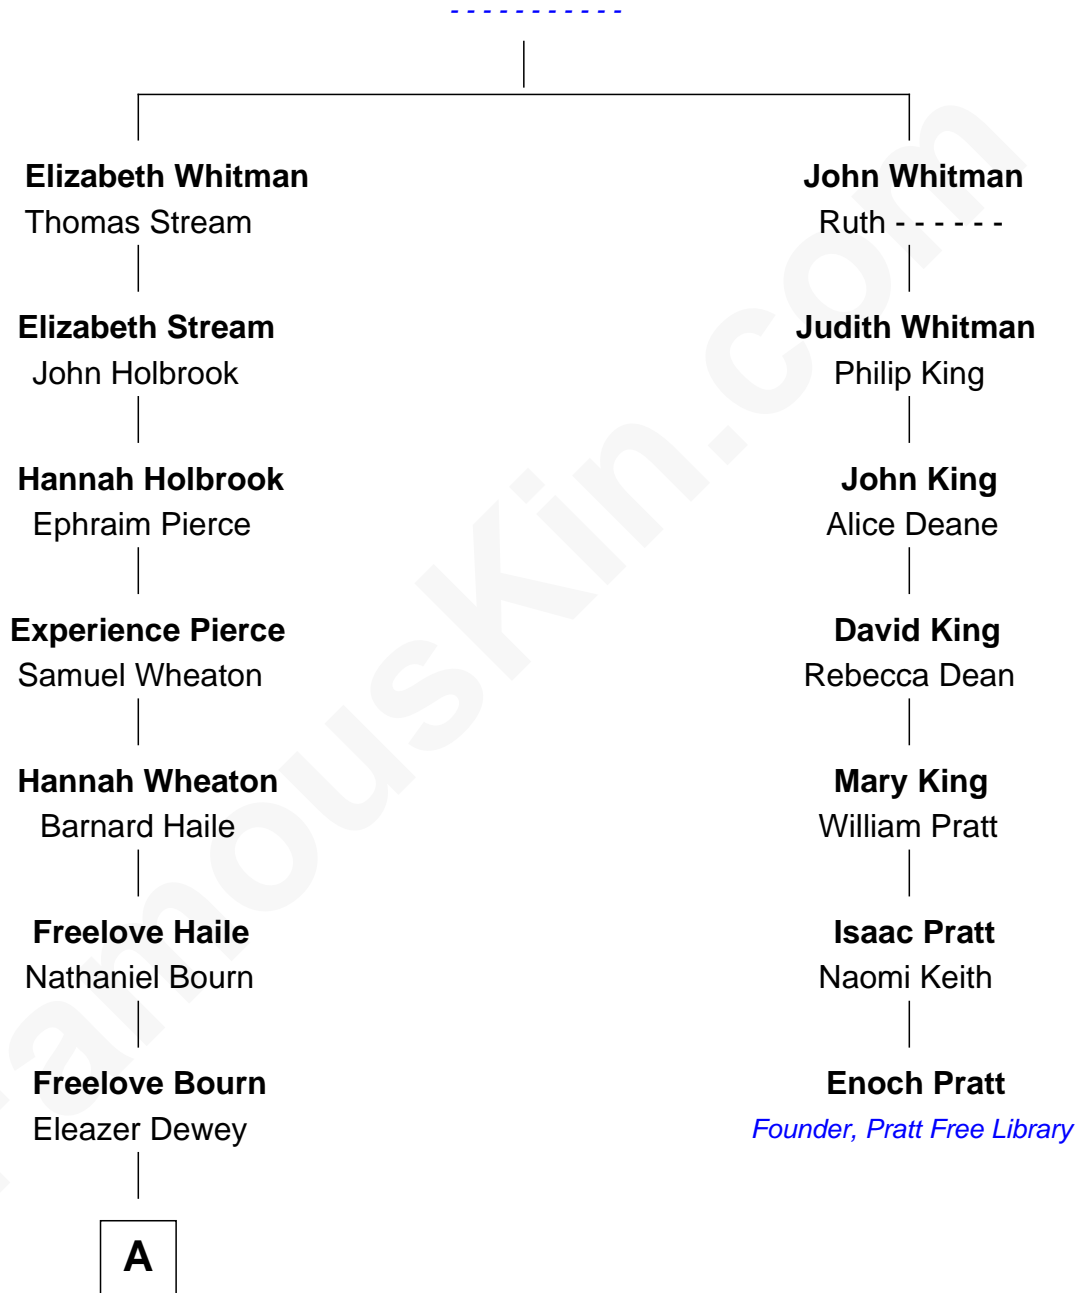 - - - - - - - - - - -
Elizabeth Whitman
Thomas Stream
John Whitman
Ruth - - - - - -
Elizabeth Stream
John Holbrook
Judith Whitman
Philip King
Hannah Holbrook
Ephraim Pierce
John King
Alice Deane
Experience Pierce
Samuel Wheaton
David King
Rebecca Dean
Hannah Wheaton
Barnard Haile
Mary King
William Pratt
Freelove Haile
Nathaniel Bourn
Isaac Pratt
Naomi Keith
Freelove Bourn
Eleazer Dewey
Enoch Pratt
Founder, Pratt Free Library
A
FamousKin.com